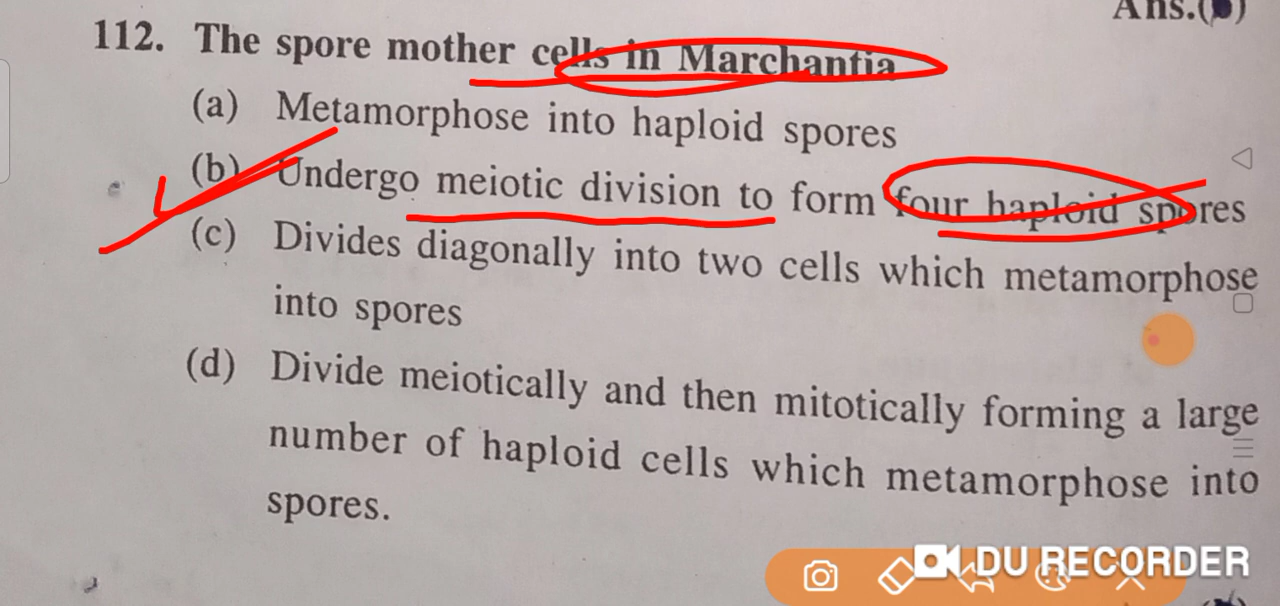 Ans.(
112. The spore mother cells in Marchantia
(a) Metamorphose into haploid spores
(b) Undergo meiotic division to form four haploid spores
(c) Divides diagonally into two cells which metamorphose
into spores
(d) Divide meiotically and then mitotically forming a large
number of haploid cells which metamorphose into
spores.
DU RECORDER